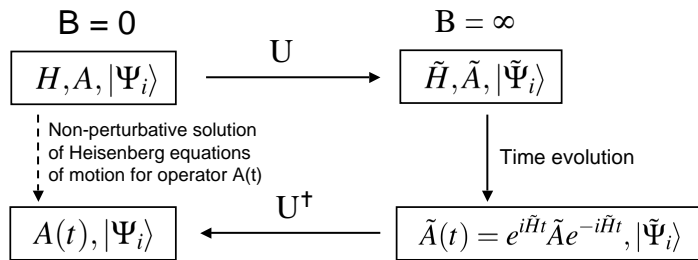 B = 0
B = ∞
U
H, A, |Ψ_i⟩
H̃, Ã, |Ψ̃_i⟩
Non-perturbative solution
of Heisenberg equations
of motion for operator A(t)
Time evolution
U†
A(t), |Ψ_i⟩
Ã(t) = e^{iH̃t}Ãe^{-iH̃t}, |Ψ̃_i⟩